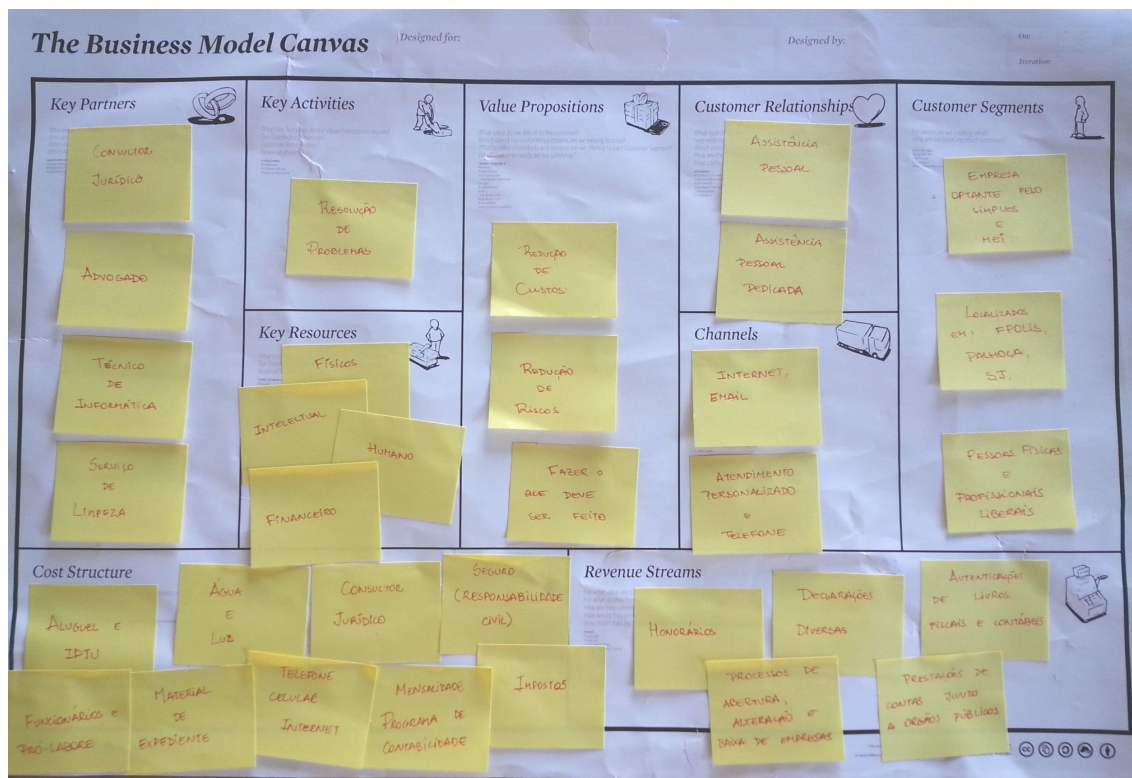 The Business Model Canvas
Designed for:
Designed by:
On:
Iteration:
Key Partners
CONSULTOR
JURÍDICO
ADVOGADO
TÉCNICO
DE
INFORMÁTICA
SERVIÇO
DE
LIMPEZA
Key Activities
RESOLUÇÃO
DE
PROBLEMAS
Key Resources
FÍSICOS
INTELECTUAL
HUMANO
FINANCEIRO
Value Propositions
REDUÇÃO
DE
CUSTOS
REDUÇÃO
DE
RISCOS
FAZER O
QUE DEVE
SER FEITO
Customer Relationships
ASSISTÊNCIA
PESSOAL
ASSISTÊNCIA
PESSOAL
DEDICADA
Channels
INTERNET,
EMAIL
ATENDIMENTO
PERSONALIZADO
e
TELEFONE
Customer Segments
EMPRESA
OPTANTE PELO
SIMPLES
E
MEI
LOCALIZADOS
EM: FPOLIS,
PALHOÇA,
SJ.
PESSOAS FÍSICAS
E
PROFISSIONAIS
LIBERAIS
Cost Structure
ALUGUEL E
IPTU
ÁGUA
E
LUZ
CONSULTOR
JURÍDICO
SEGURO
(RESPONSABILIDADE
CIVIL)
FUNCIONÁRIOS E
PRÓ-LABORE
MATERIAL
DE
EXPEDIENTE
TELEFONE
CELULAR
INTERNET
MENSALIDADE
PROGRAMA DE
CONTABILIDADE
IMPOSTOS
Revenue Streams
HONORÁRIOS
DECLARAÇÕES
DIVERSAS
AUTENTICAÇÕES
DE LIVROS
FISCAIS E CONTÁBEIS
PROCESSOS DE
ABERTURA,
ALTERAÇÃO E
BAIXA DE EMPRESAS
PRESTAÇÕES DE
CONTAS JUNTO
A ORGÃOS PÚBLICOS